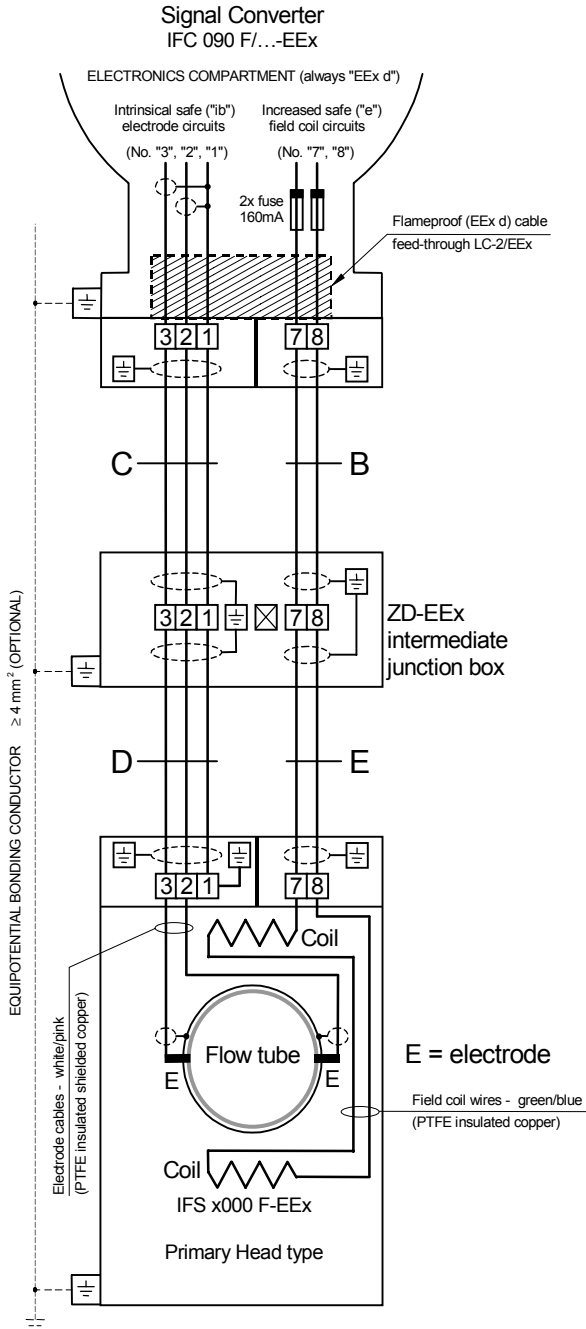 Signal Converter
IFC 090 F/...-EEx
ELECTRONICS COMPARTMENT (always "EEx d")
Intrinsical safe ("ib")
electrode circuits
(No. "3", "2", "1")
Increased safe ("e")
field coil circuits
(No. "7", "8")
2x fuse
160mA
Flameproof (EEx d) cable
feed-through LC-2/EEx
3 2 1
7 8
C
B
3 2 1
7 8
ZD-EEx
intermediate
junction box
EQUIPOTENTIAL BONDING CONDUCTOR ≥ 4 mm² (OPTIONAL)
D
E
3 2 1
7 8
Coil
Electrode cables - white/pink
(PTFE insulated shielded copper)
Flow tube
E
E
E = electrode
Field coil wires - green/blue
(PTFE insulated copper)
Coil
IFS x000 F-EEx
Primary Head type